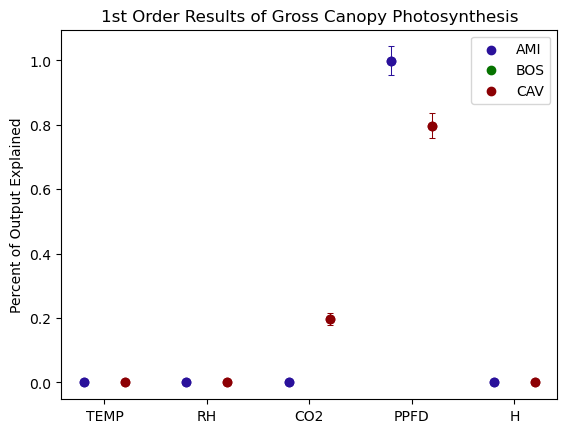 1st Order Results of Gross Canopy Photosynthesis
AMI
BOS
CAV
Percent of Output Explained
1.0
0.8
0.6
0.4
0.2
0.0
TEMP RH CO2 PPFD H